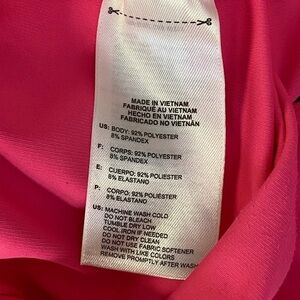 MADE IN VIETNAM
FABRIQUÉ AU VIETNAM
HECHO EN VIETNAM
FABRICADO NO VIETNÃN
US: BODY: 92% POLYESTER
8% SPANDEX
F: CORPS: 92% POLYESTER
8% SPANDEX
E: CUERPO: 92% POLIÉSTER
8% ELASTANO
P: CORPO: 92% POLIÉSTER
8% ELASTANO
US: MACHINE WASH COLD
DO NOT BLEACH
TUMBLE DRY LOW
COOL IRON IF NEEDED
DO NOT DRY CLEAN
DO NOT USE FABRIC SOFTENER
WASH WITH LIKE COLORS
REMOVE PROMPTLY AFTER WASH